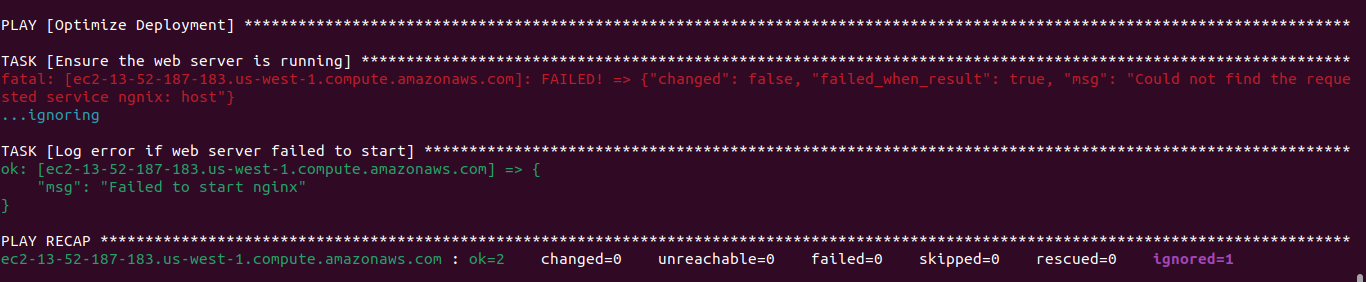 PLAY [Optimize Deployment] ***************************************************************************************************************************
TASK [Ensure the web server is running] **************************************************************************************************************
fatal: [ec2-13-52-187-183.us-west-1.compute.amazonaws.com]: FAILED! => {"changed": false, "failed_when_result": true, "msg": "Could not find the reque
sted service ngnix: host"}
...ignoring
TASK [Log error if web server failed to start] *******************************************************************************************************
ok: [ec2-13-52-187-183.us-west-1.compute.amazonaws.com] => {
    "msg": "Failed to start nginx"
}
PLAY RECAP *******************************************************************************************************************************************
ec2-13-52-187-183.us-west-1.compute.amazonaws.com : ok=2    changed=0    unreachable=0    failed=0    skipped=0    rescued=0    ignored=1